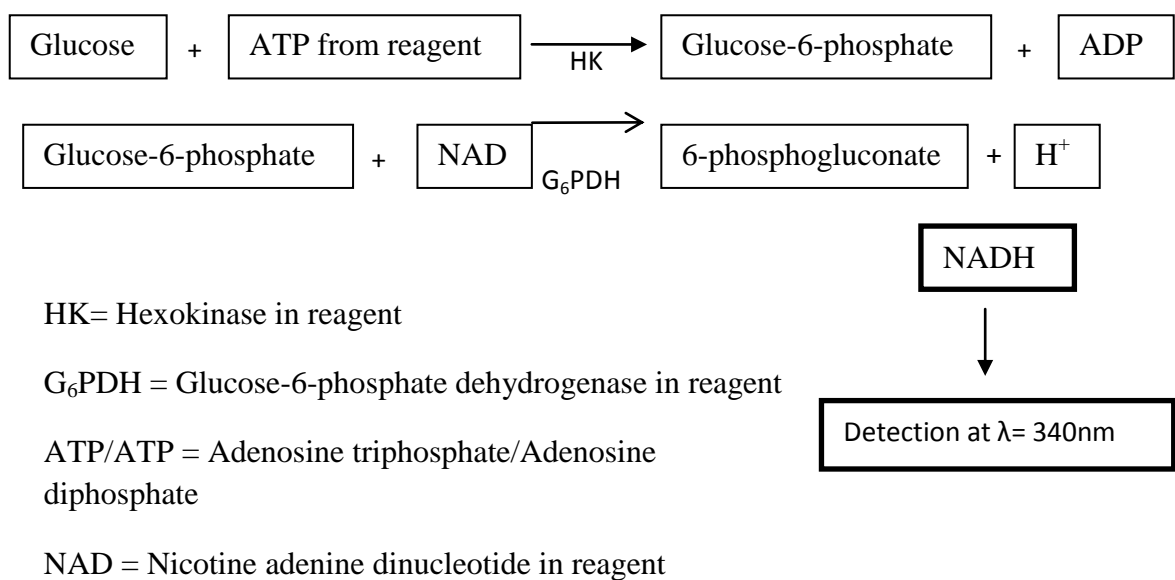 Glucose + ATP from reagent HK Glucose-6-phosphate + ADP
Glucose-6-phosphate + NAD G₆PDH 6-phosphogluconate + H⁺
NADH
HK= Hexokinase in reagent
G₆PDH = Glucose-6-phosphate dehydrogenase in reagent
Detection at λ= 340nm
ATP/ATP = Adenosine triphosphate/Adenosine
diphosphate
NAD = Nicotine adenine dinucleotide in reagent